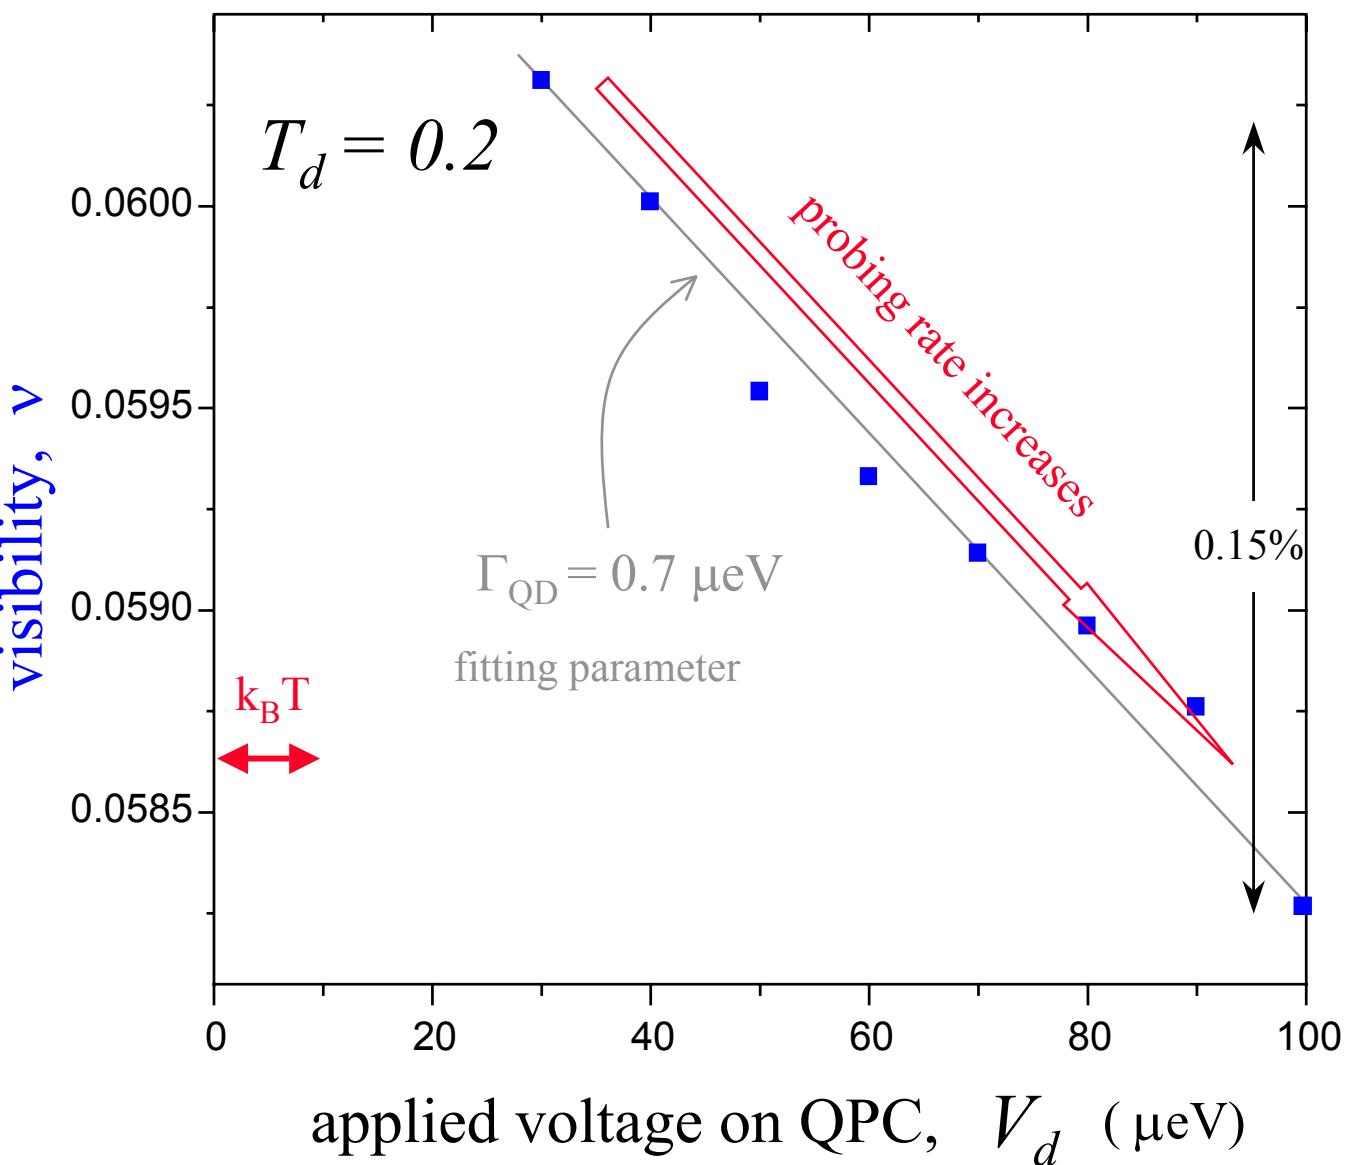 T_d = 0.2
0.0600
probing rate increases
0.0595
visibility, ν
0.15%
Γ_QD = 0.7 μeV
0.0590
fitting parameter
k_BT
0.0585
0 20 40 60 80 100
applied voltage on QPC, V_d (μeV)